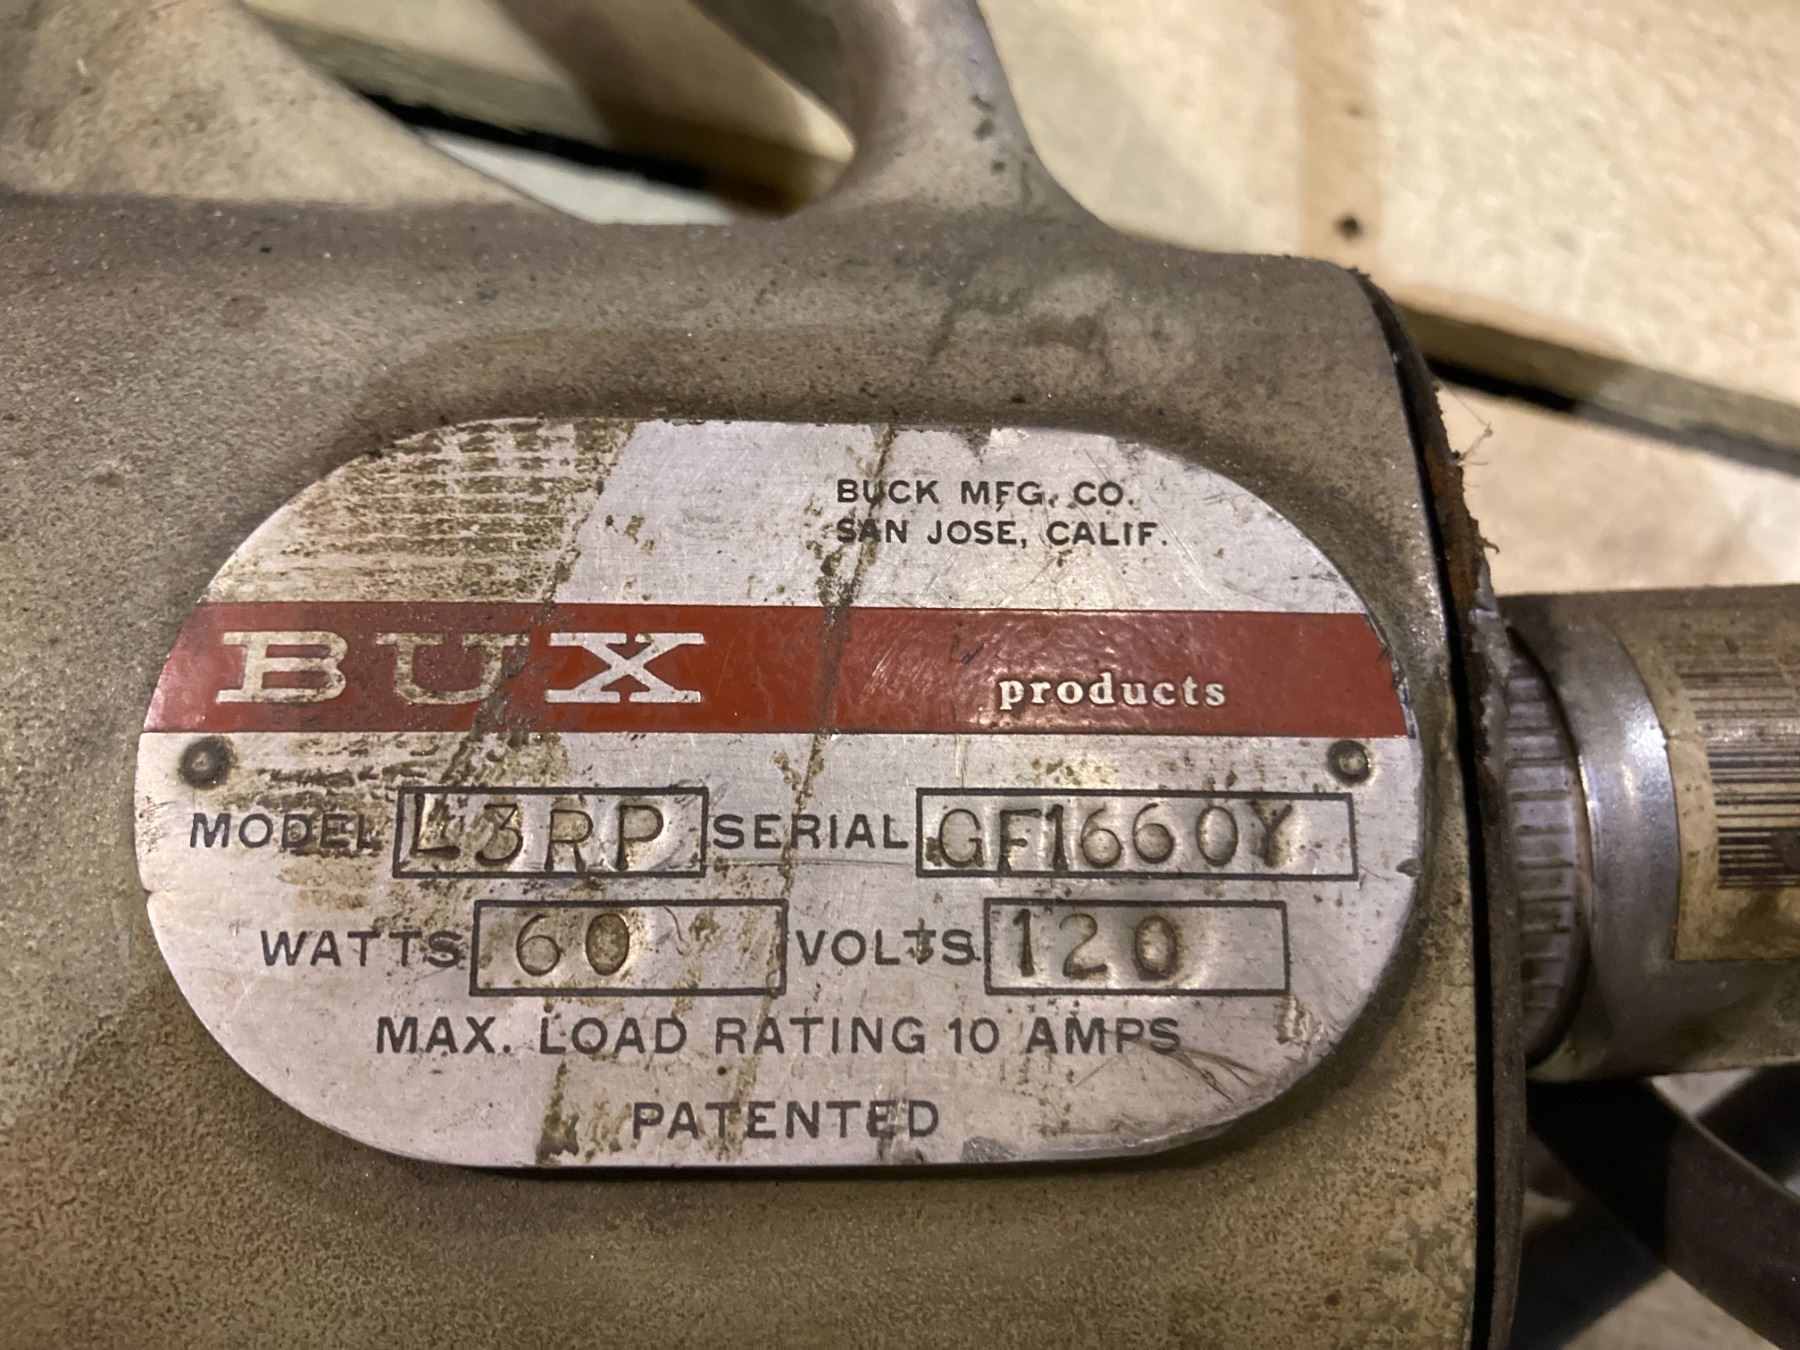 BUCK MFG. CO.
SAN JOSE, CALIF.
BUX products
MODEL L3RP SERIAL GF1660Y
WATTS 60 VOLTS 120
MAX. LOAD RATING 10 AMPS
PATENTED